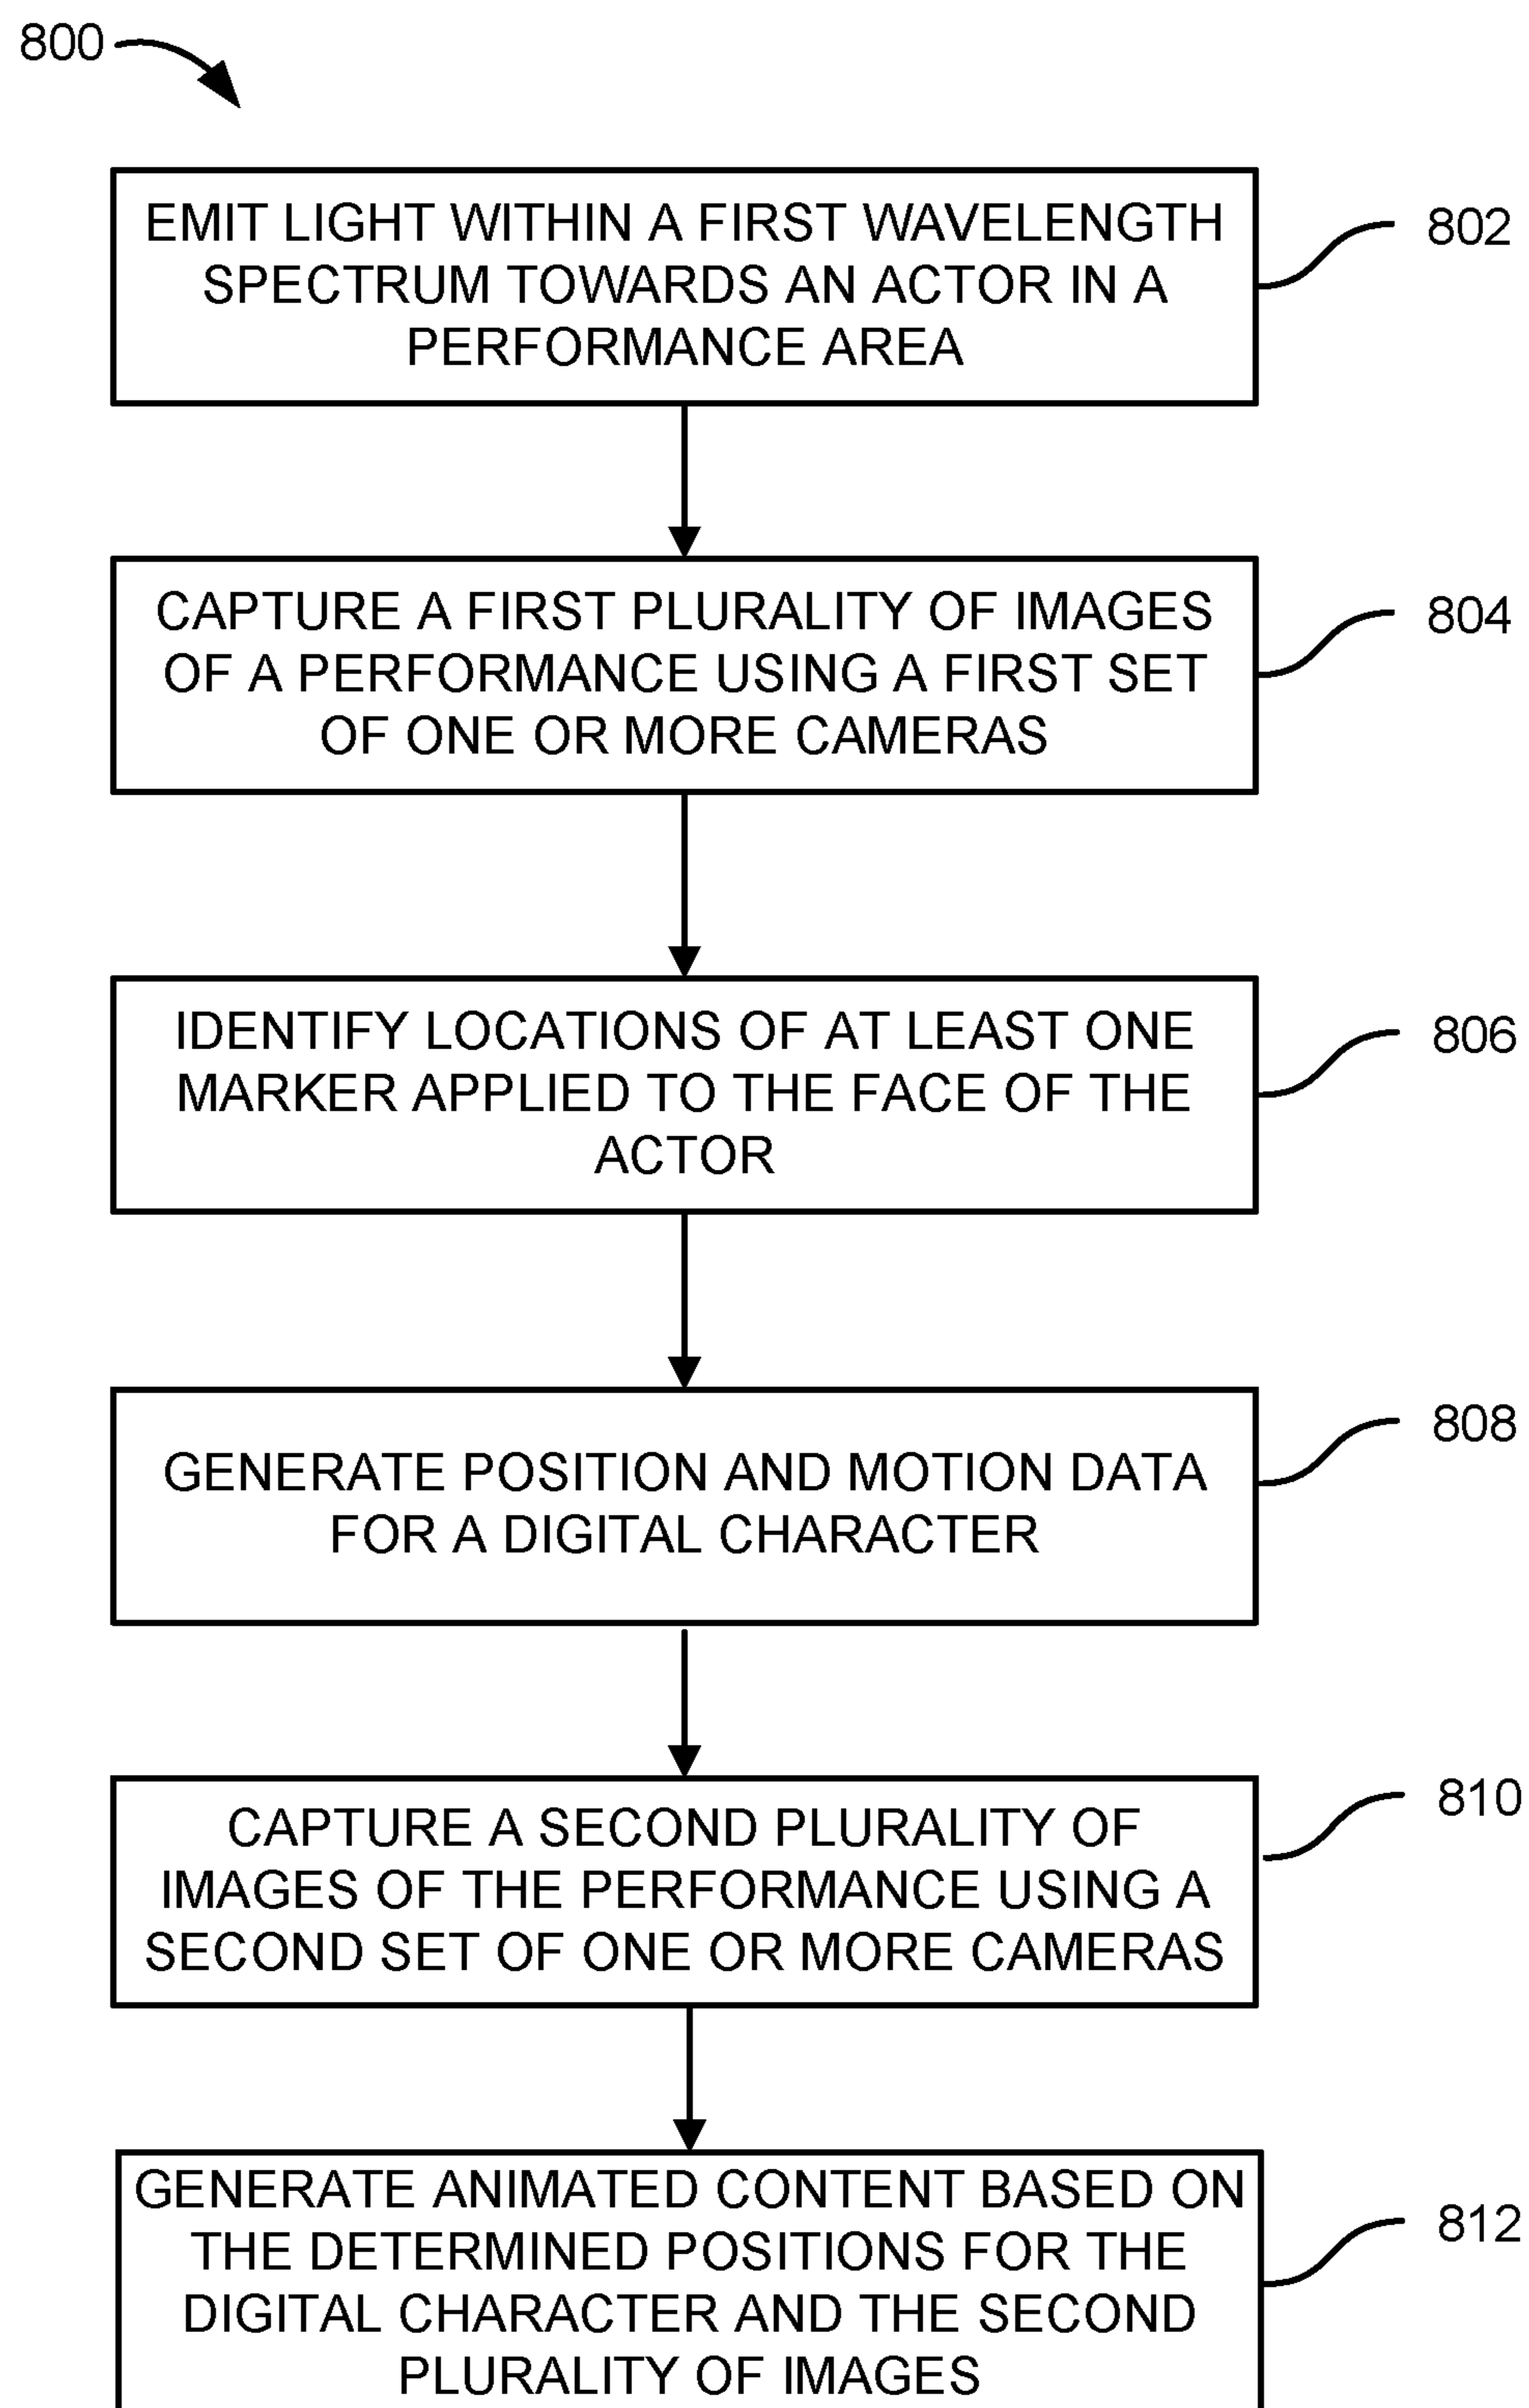 800
EMIT LIGHT WITHIN A FIRST WAVELENGTH
SPECTRUM TOWARDS AN ACTOR IN A
PERFORMANCE AREA
802
CAPTURE A FIRST PLURALITY OF IMAGES
OF A PERFORMANCE USING A FIRST SET
OF ONE OR MORE CAMERAS
804
IDENTIFY LOCATIONS OF AT LEAST ONE
MARKER APPLIED TO THE FACE OF THE
ACTOR
806
GENERATE POSITION AND MOTION DATA
FOR A DIGITAL CHARACTER
808
CAPTURE A SECOND PLURALITY OF
IMAGES OF THE PERFORMANCE USING A
SECOND SET OF ONE OR MORE CAMERAS
810
GENERATE ANIMATED CONTENT BASED ON
THE DETERMINED POSITIONS FOR THE
DIGITAL CHARACTER AND THE SECOND
PLURALITY OF IMAGES
812